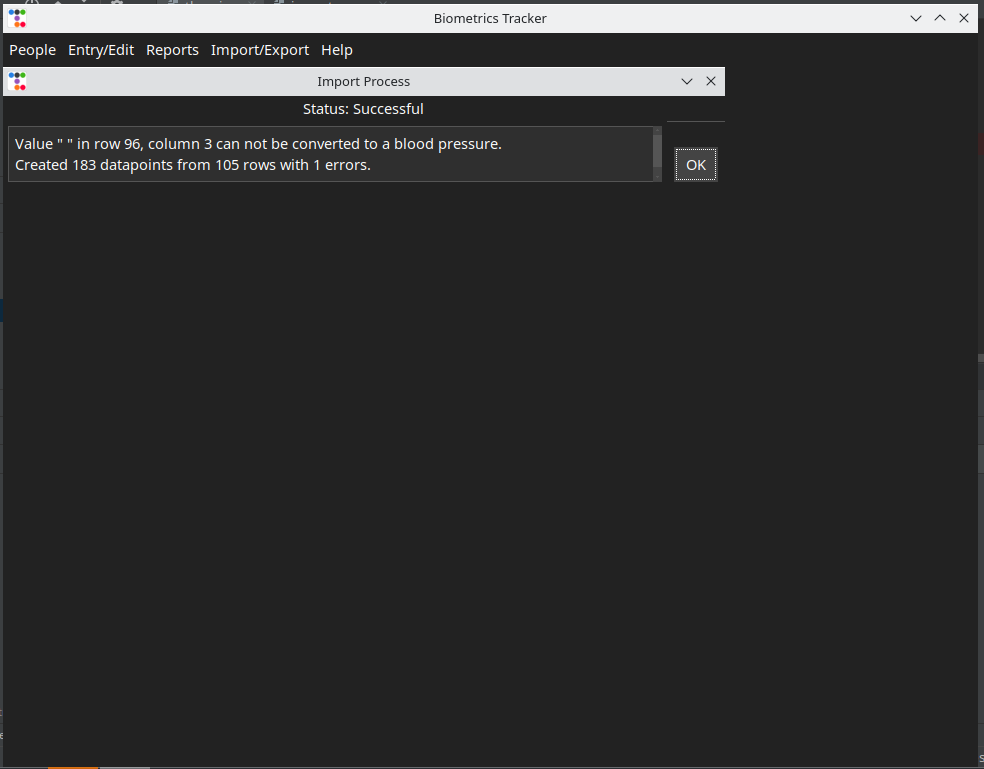 Biometrics Tracker
People Entry/Edit Reports Import/Export Help
Import Process
Status: Successful
Value " " in row 96, column 3 can not be converted to a blood pressure.
Created 183 datapoints from 105 rows with 1 errors.
OK